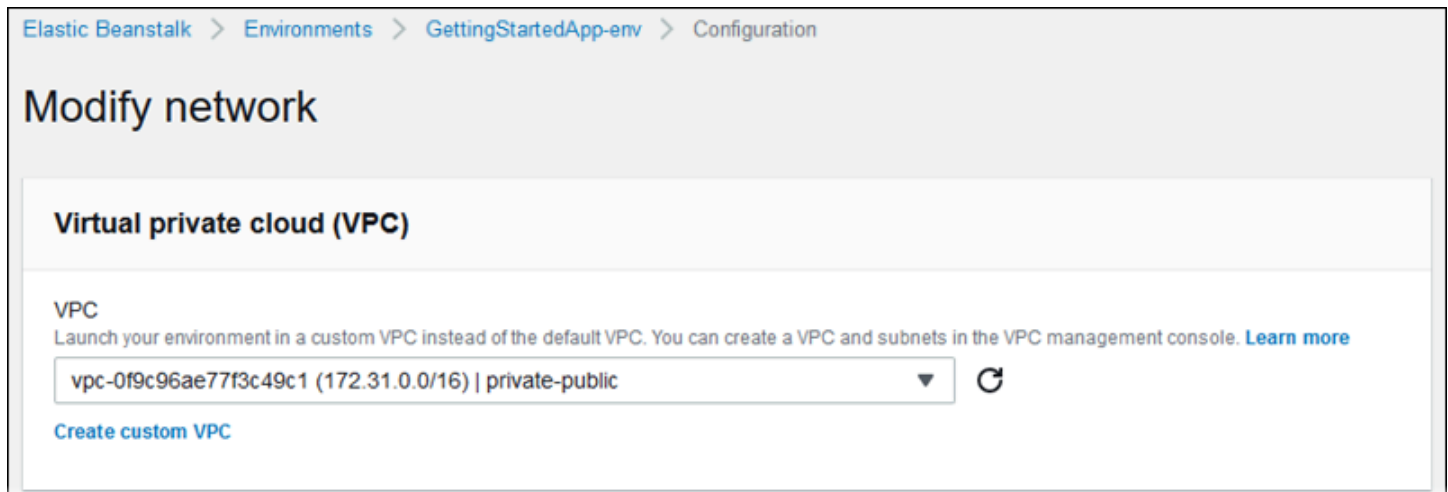 Elastic Beanstalk > Environments > GettingStartedApp-env > Configuration
Modify network
Virtual private cloud (VPC)
VPC
Launch your environment in a custom VPC instead of the default VPC. You can create a VPC and subnets in the VPC management console. Learn more
vpc-0f9c96ae77f3c49c1 (172.31.0.0/16) | private-public
Create custom VPC